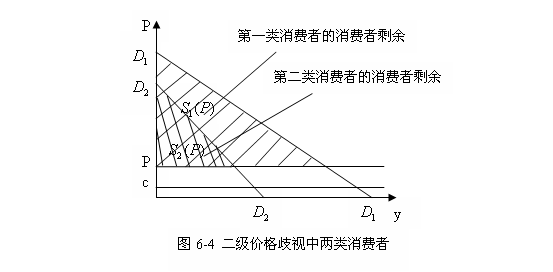 P
第一类消费者的消费者剩余
D1
第二类消费者的消费者剩余
D2
S1(P)
S2(P)
P
c
D2
D1
y
图 6-4 二级价格歧视中两类消费者